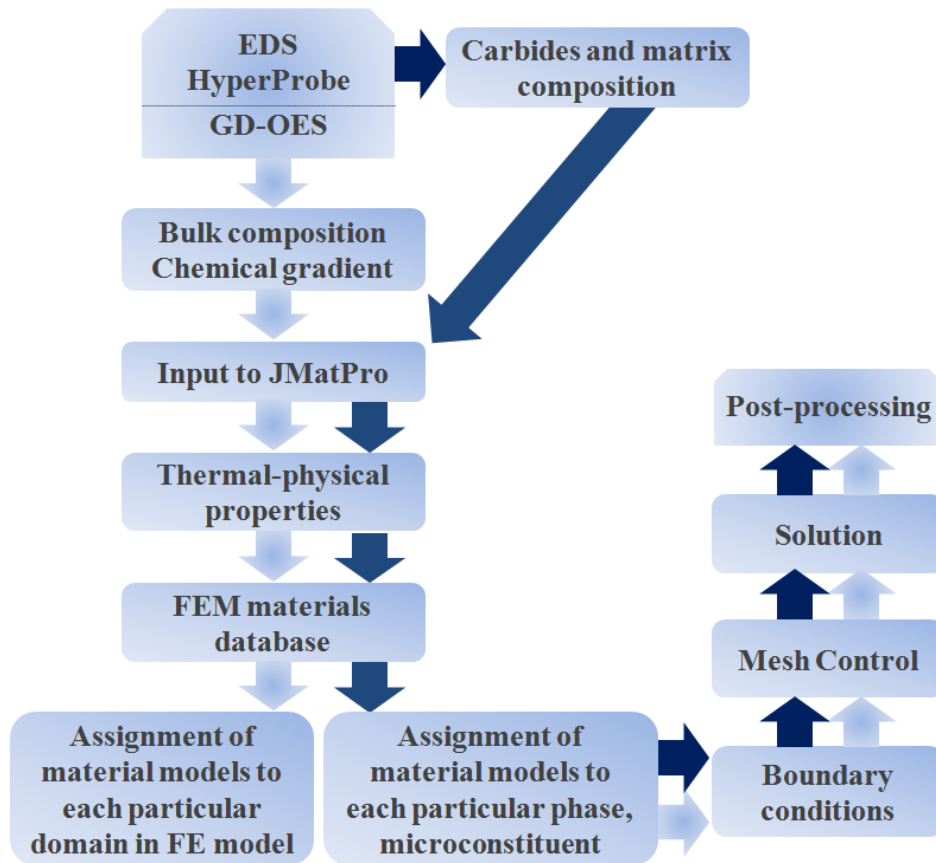 EDS
HyperProbe
GD-OES
Carbides and matrix
composition
Bulk composition
Chemical gradient
Input to JMatPro
Thermal-physical
properties
FEM materials
database
Assignment of
material models to
each particular
domain in FE model
Assignment of
material models to
each particular phase,
microconstituent
Post-processing
Solution
Mesh Control
Boundary
conditions